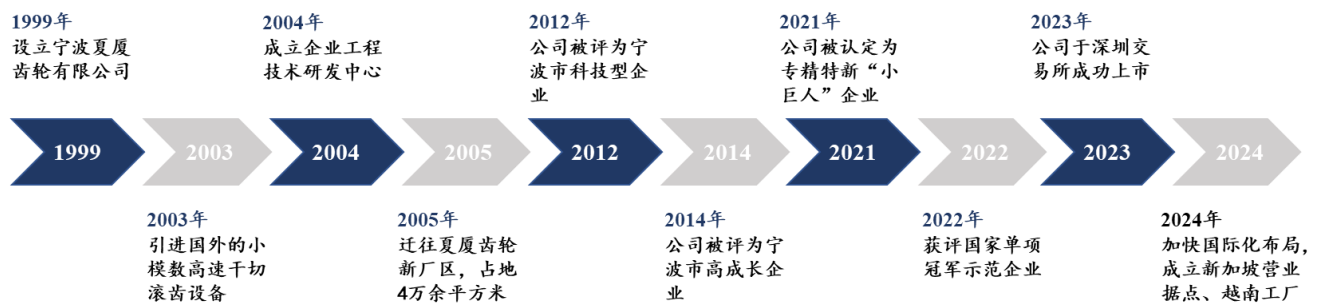 1999年
设立宁波夏厦
齿轮有限公司
2004年
成立企业工程
技术研发中心
2012年
公司被评为宁
波市科技型企
业
2021年
公司被认定为
专精特新“小
巨人”企业
2023年
公司于深圳交
易所成功上市
1999
2003
2004
2005
2012
2014
2021
2022
2023
2024
2003年
引进国外的小
模数高速干切
滚齿设备
2005年
迁往夏厦齿轮
新厂区，占地
4万余平方米
2014年
公司被评为宁
波市高成长企
业
2022年
获评国家单项
冠军示范企业
2024年
加快国际化布局，
成立新加坡营业
据点、越南工厂